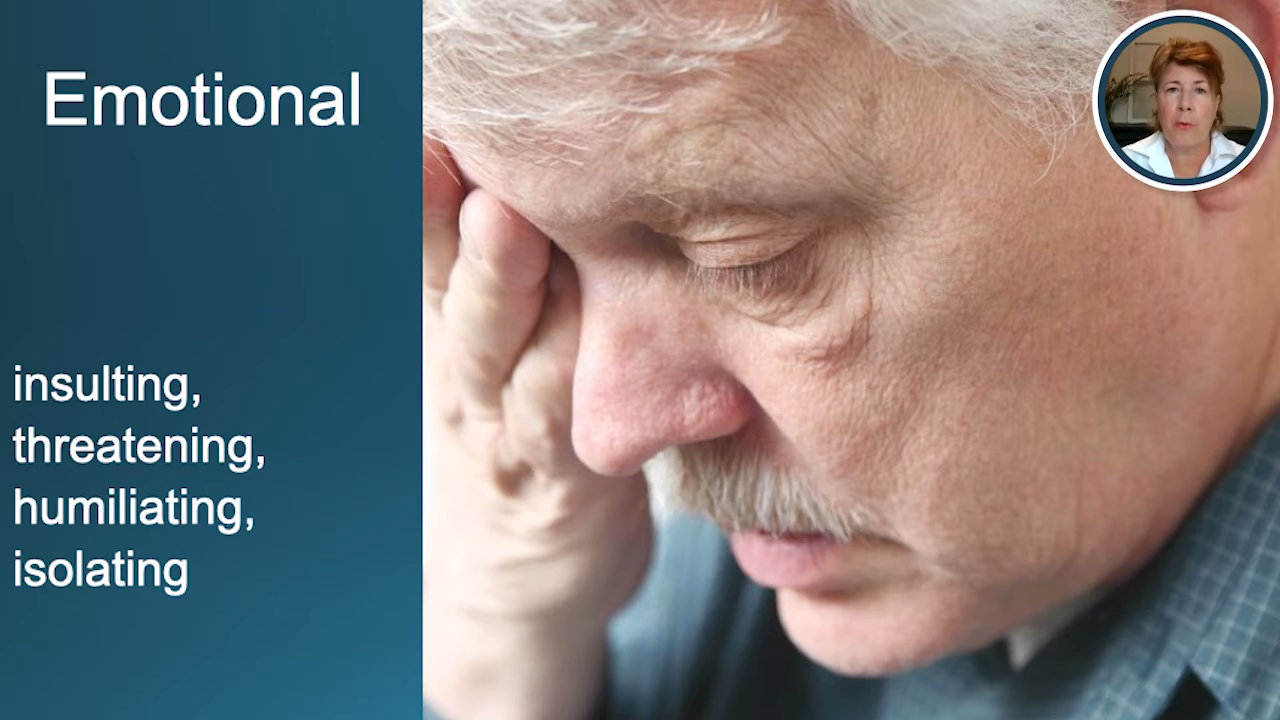 Emotional
insulting,
threatening,
humiliating,
isolating